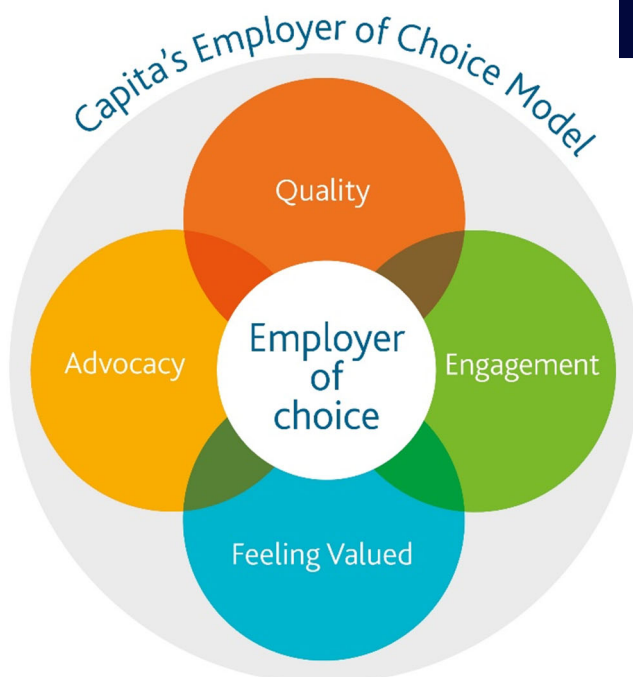 Capita's Employer of Choice Model
Quality
Advocacy
Employer
of
choice
Engagement
Feeling Valued